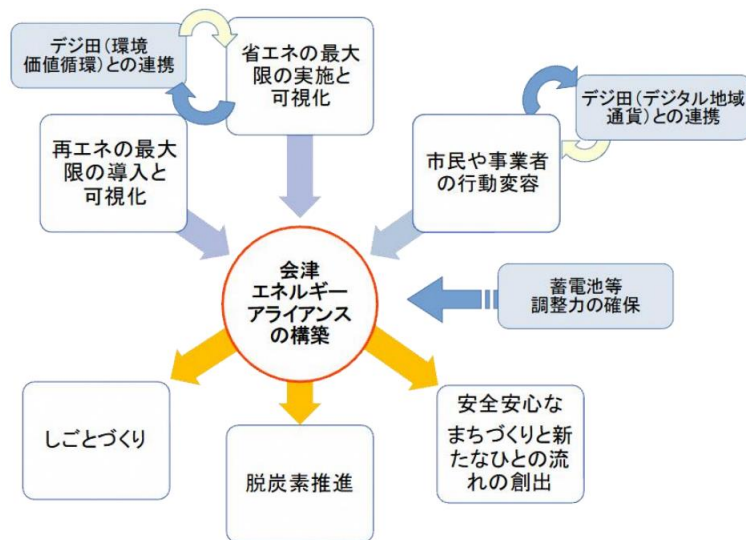 デジ田（環境
価値循環）との連携
省エネの最大
限の実施と
可視化
デジ田（デジタル地域
通貨）との連携
再エネの最大
限の導入と
可視化
市民や事業者
の行動変容
会津
エネルギー
アライアンス
の構築
蓄電池等
調整力の確保
しごとづくり
脱炭素推進
安全安心な
まちづくりと新
たなひとの流
れの創出